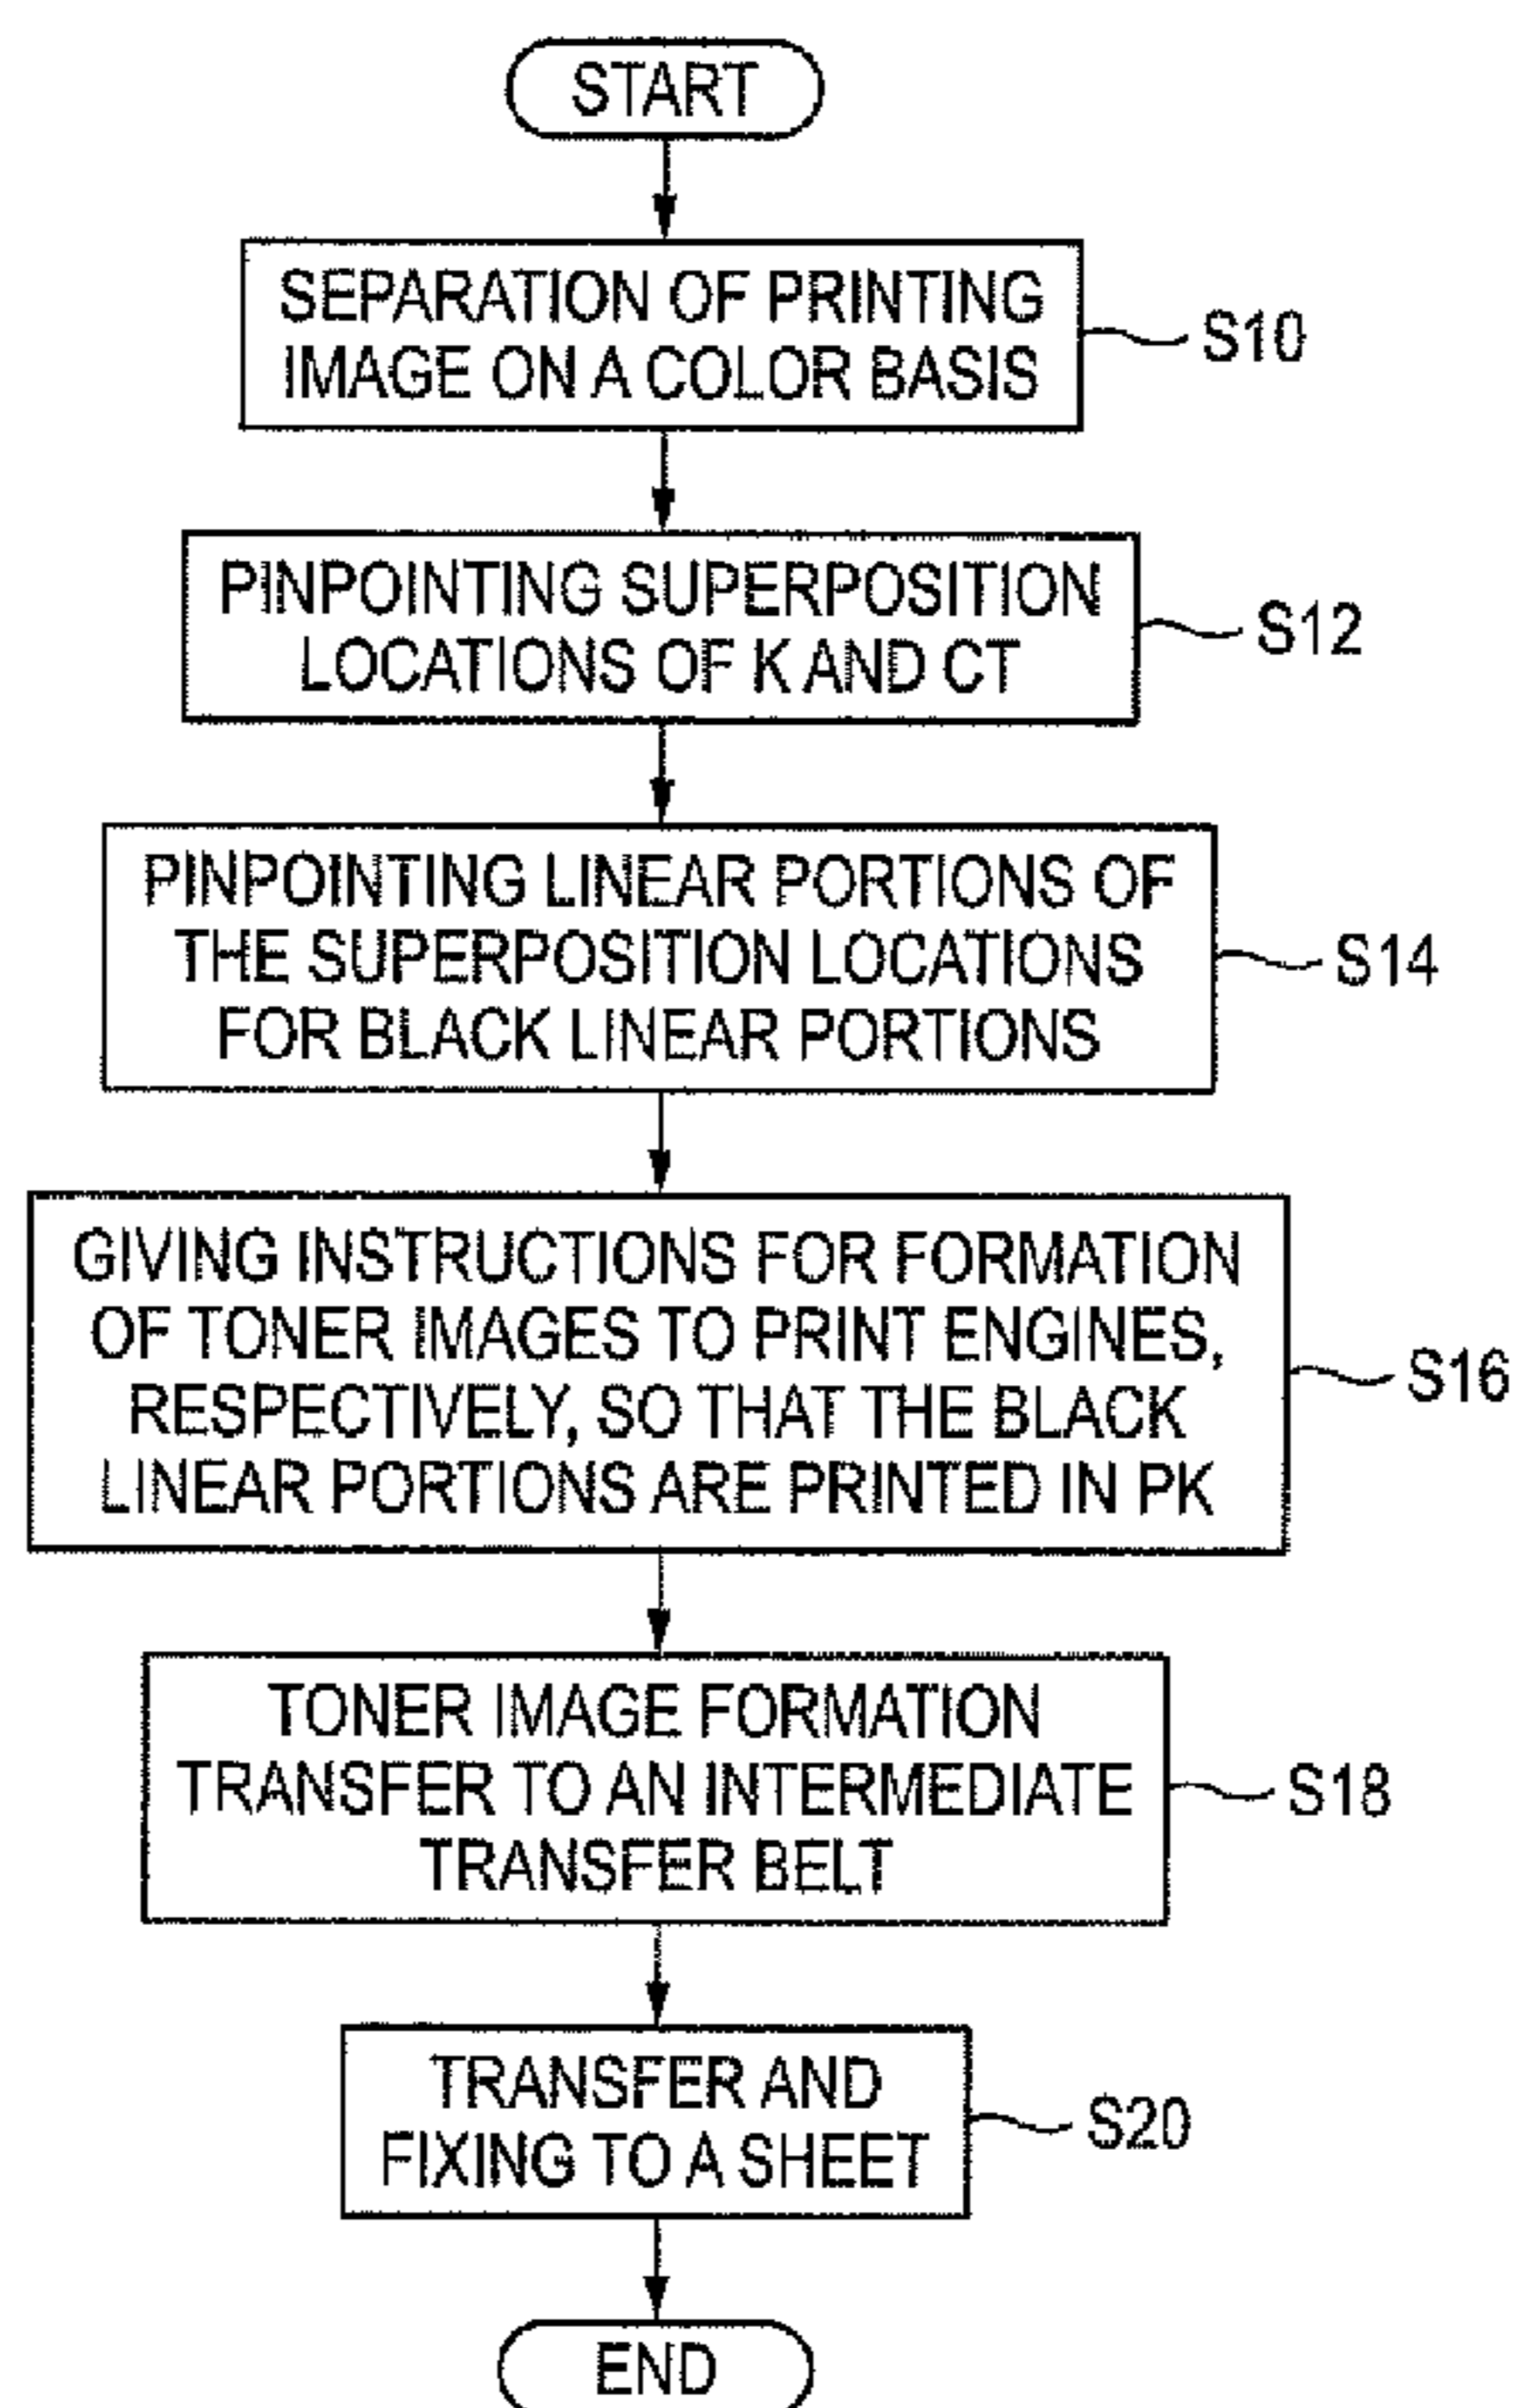 START
SEPARATION OF PRINTING
IMAGE ON A COLOR BASIS
S10
PINPOINTING SUPERPOSITION
LOCATIONS OF K AND CT
S12
PINPOINTING LINEAR PORTIONS OF
THE SUPERPOSITION LOCATIONS
FOR BLACK LINEAR PORTIONS
S14
GIVING INSTRUCTIONS FOR FORMATION
OF TONER IMAGES TO PRINT ENGINES,
RESPECTIVELY, SO THAT THE BLACK
LINEAR PORTIONS ARE PRINTED IN PK
S16
TONER IMAGE FORMATION
TRANSFER TO AN INTERMEDIATE
TRANSFER BELT
S18
TRANSFER AND
FIXING TO A SHEET
S20
END